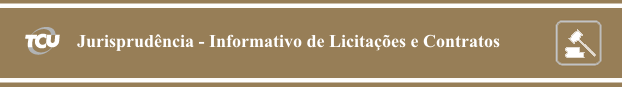 TCU Jurisprudência - Informativo de Licitações e Contratos